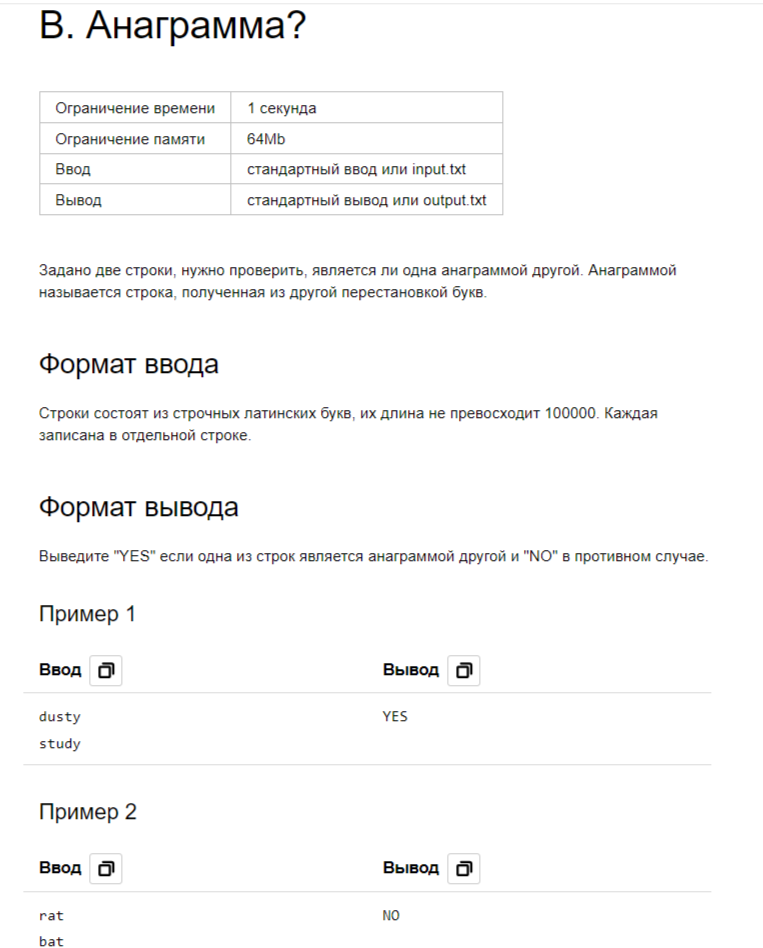 В. Анаграмма?
Ограничение времени 1 секунда
Ограничение памяти 64Mb
Ввод стандартный ввод или input.txt
Вывод стандартный вывод или output.txt
Задано две строки, нужно проверить, является ли одна анаграммой другой. Анаграммой
называется строка, полученная из другой перестановкой букв.
Формат ввода
Строки состоят из строчных латинских букв, их длина не превосходит 100000. Каждая
записана в отдельной строке.
Формат вывода
Выведите "YES" если одна из строк является анаграммой другой и "NO" в противном случае.
Пример 1
Ввод Вывод
dusty YES
study
Пример 2
Ввод Вывод
rat NO
bat